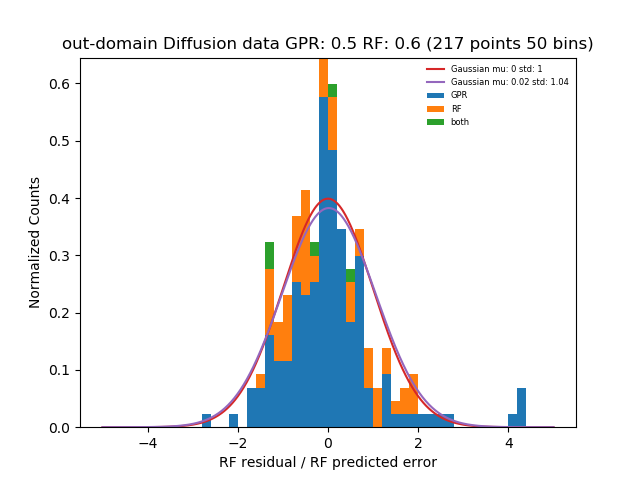 out-domain Diffusion data GPR: 0.5 RF: 0.6 (217 points 50 bins)
Gaussian mu: 0 std: 1
Gaussian mu: 0.02 std: 1.04
GPR
RF
both
Normalized Counts
0.6
0.5
0.4
0.3
0.2
0.1
0.0
−4 −2 0 2 4
RF residual / RF predicted error